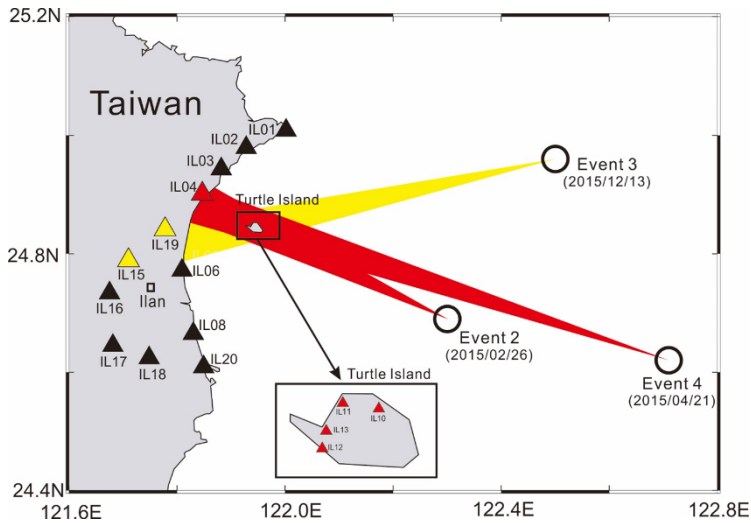 25.2N
Taiwan
IL01
IL02
IL03
Event 3
(2015/12/13)
IL04
Turtle Island
IL19
24.8N
IL15
IL06
Ilan
IL16
IL08
Event 2
(2015/02/26)
IL17
IL18
IL20
Event 4
(2015/04/21)
Turtle Island
IL11
IL10
IL13
IL12
24.4N
121.6E
122.0E
122.4E
122.8E